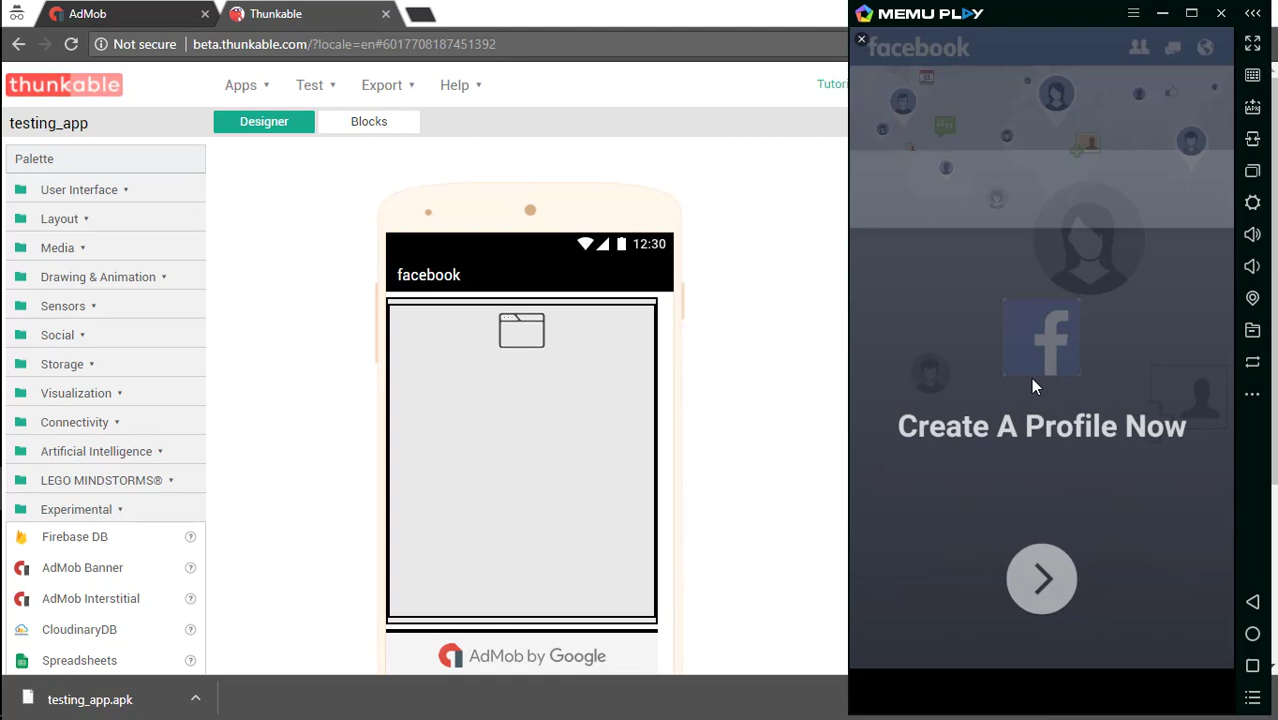 AdMob
Thunkable
Not secure
beta.thunkable.com/?locale=en#6017708187451392
thunkable
Apps
Test
Export
Help
Tutori
testing_app
Designer
Blocks
Palette
User Interface
Layout
Media
Drawing & Animation
Sensors
Social
Storage
Visualization
Connectivity
Artificial Intelligence
LEGO MINDSTORMS®
Experimental
Firebase DB
AdMob Banner
AdMob Interstitial
CloudinaryDB
Spreadsheets
12:30
facebook
AdMob by Google
testing_app.apk
MEMU PLAY
facebook
Create A Profile Now